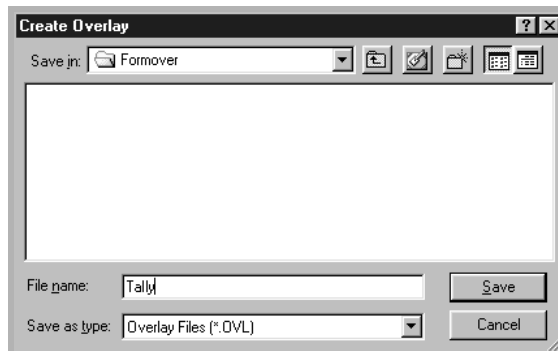 Create Overlay
Save in: Formover
File name: Tally
Save
Save as type: Overlay Files (*.OVL)
Cancel